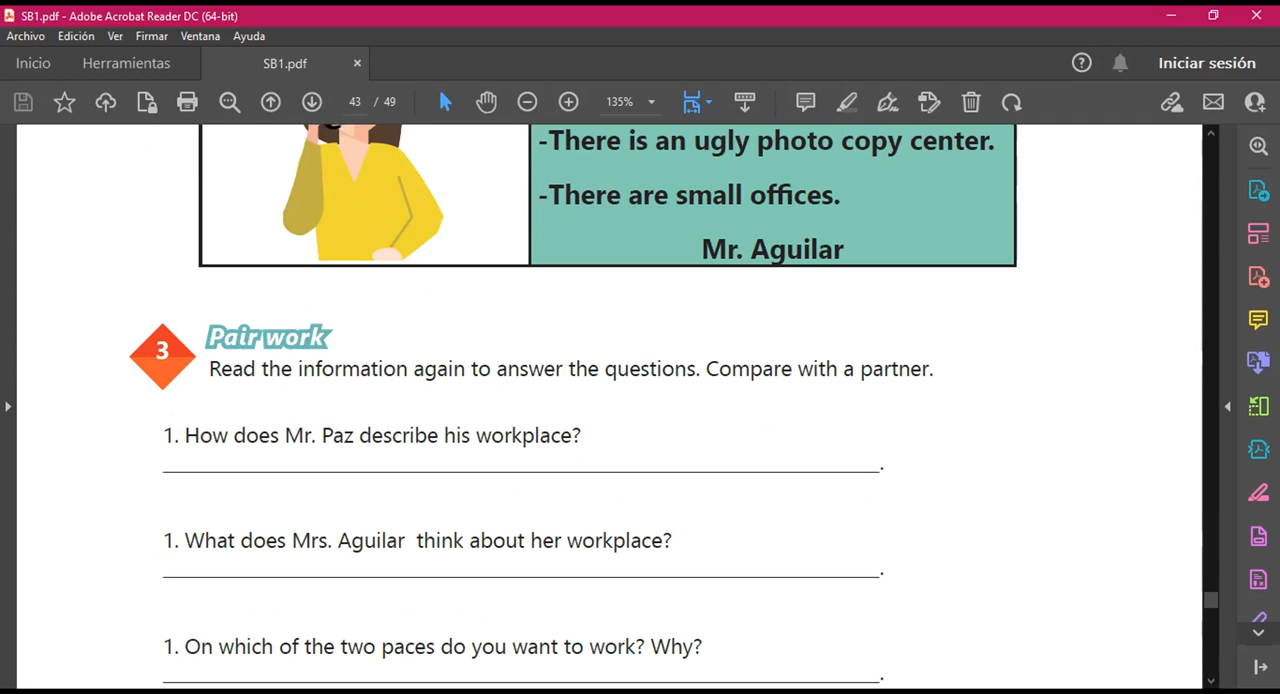 SB1.pdf - Adobe Acrobat Reader DC (64-bit)
Archivo Edición Ver Firmar Ventana Ayuda
Inicio Herramientas SB1.pdf × Iniciar sesión
43 / 49 135%
-There is an ugly photo copy center.
-There are small offices.
Mr. Aguilar
3 Pair work
Read the information again to answer the questions. Compare with a partner.
1. How does Mr. Paz describe his workplace?
_______________.
1. What does Mrs. Aguilar  think about her workplace?
_______________.
1. On which of the two paces do you want to work? Why?
_______________.